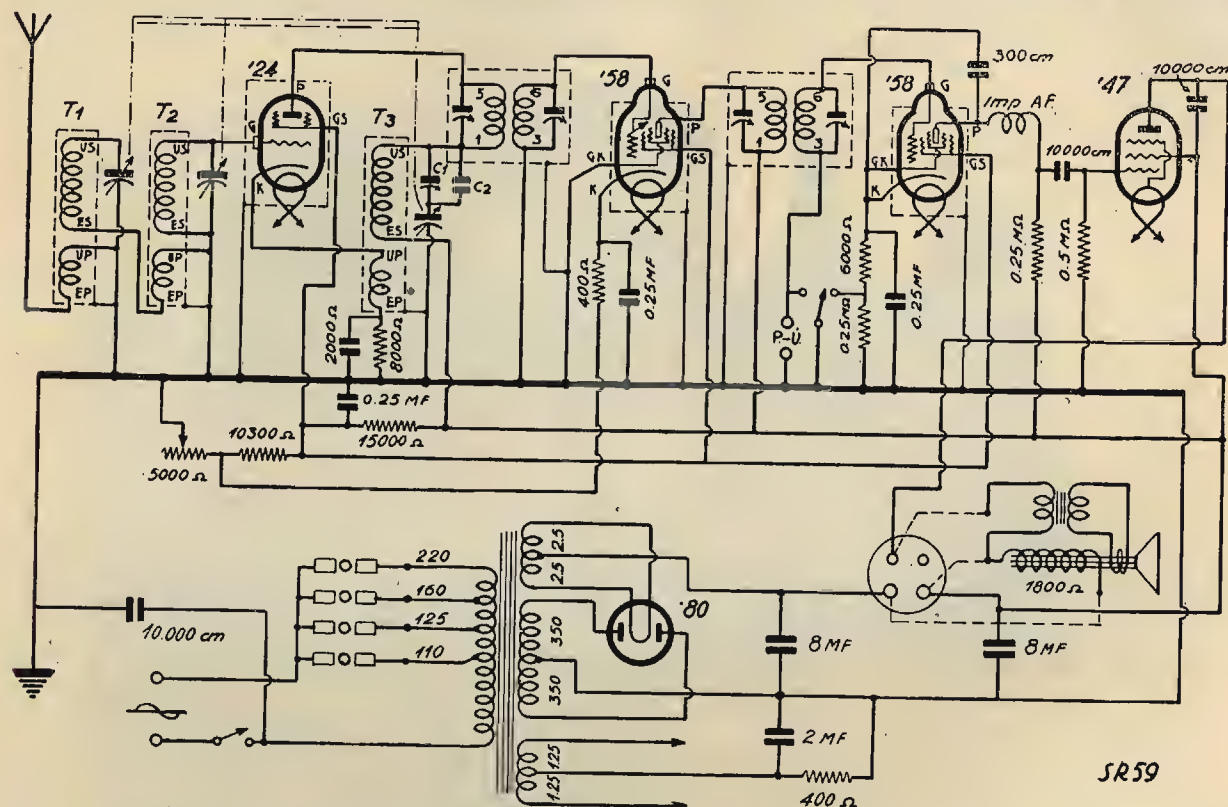 T1
T2
'24
T3
'58
'58
'47
300 cm
10000 cm
Imp AF.
10000 cm
US
ES
UP
EP
US
ES
UP
EP
G
P
GS
K
US
ES
UP
EP
C1
C2
5
1
6
3
G
P
GS
GK
K
5
1
6
3
G
P
GS
GK
K
2000 Ω
8000 Ω
0.25 MF
400 Ω
0.25 MF
P-U.
6000 Ω
0.25 MΩ
0.25 MF
0.25 MΩ
0.5 MΩ
5000 Ω
10300 Ω
15000 Ω
10.000 cm
220
160
125
110
2.5
2.5
350
350
1.25
1.25
'80
8 MF
8 MF
2 MF
400 Ω
1800 Ω
SR59